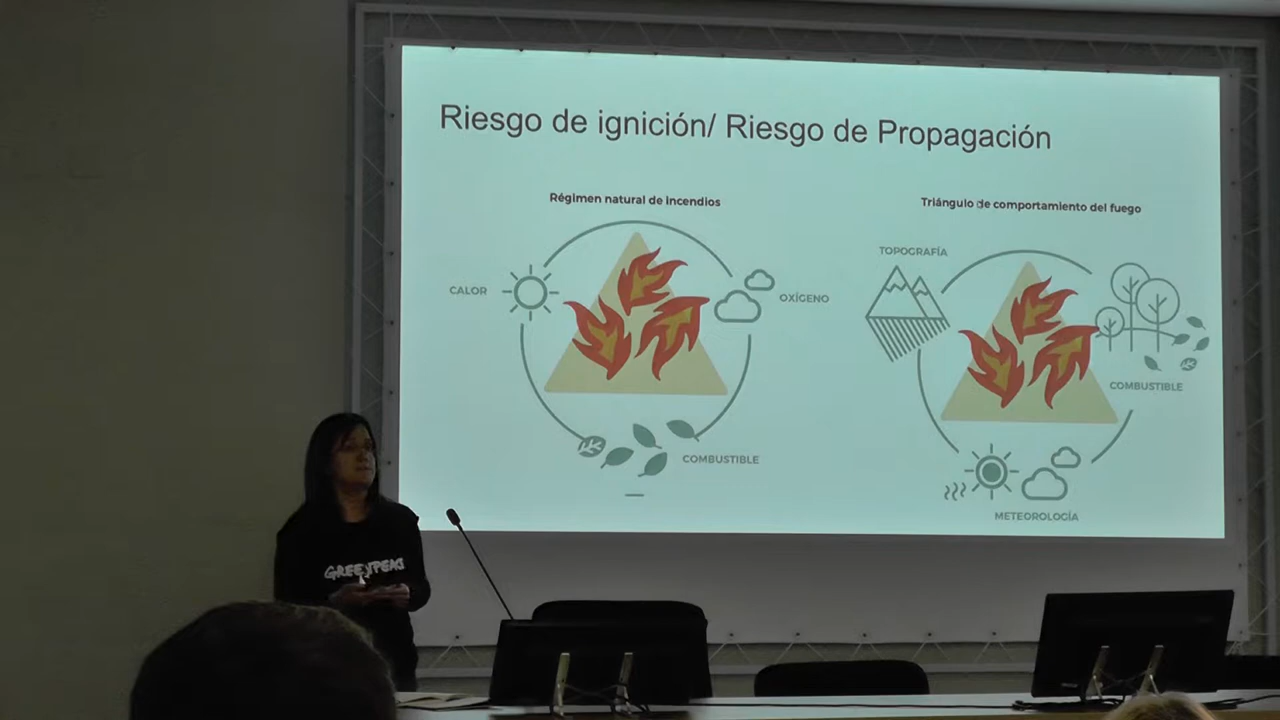 Riesgo de ignición/ Riesgo de Propagación
Régimen natural de incendios
CALOR
OXÍGENO
COMBUSTIBLE
Triángulo de comportamiento del fuego
TOPOGRAFÍA
COMBUSTIBLE
METEOROLOGÍA
GREENPEACE